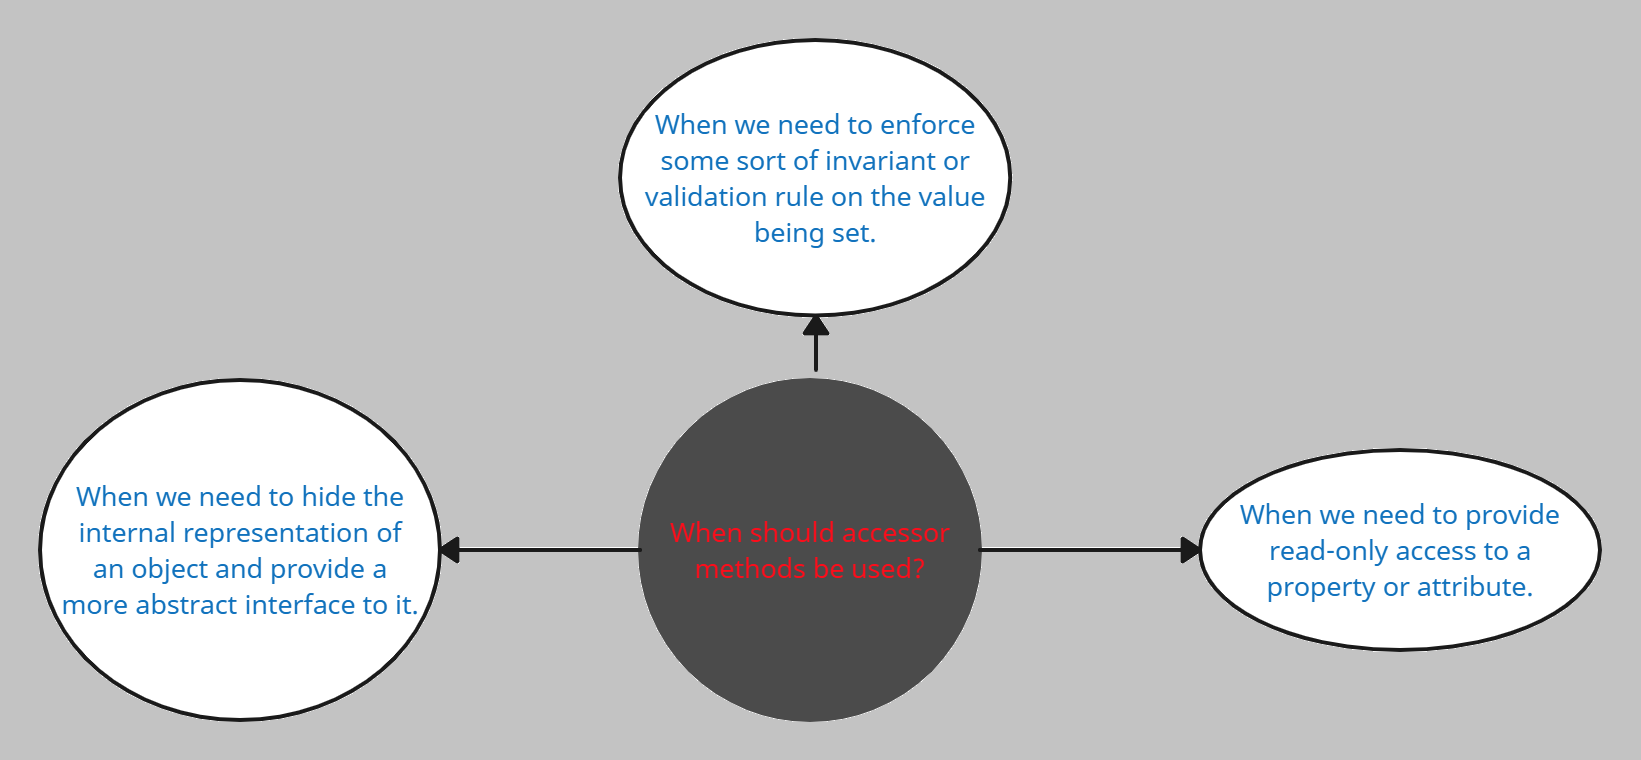 When we need to enforce
some sort of invariant or
validation rule on the value
being set.
When we need to hide the
internal representation of
an object and provide a
more abstract interface to it.
When should accessor
methods be used?
When we need to provide
read-only access to a
property or attribute.